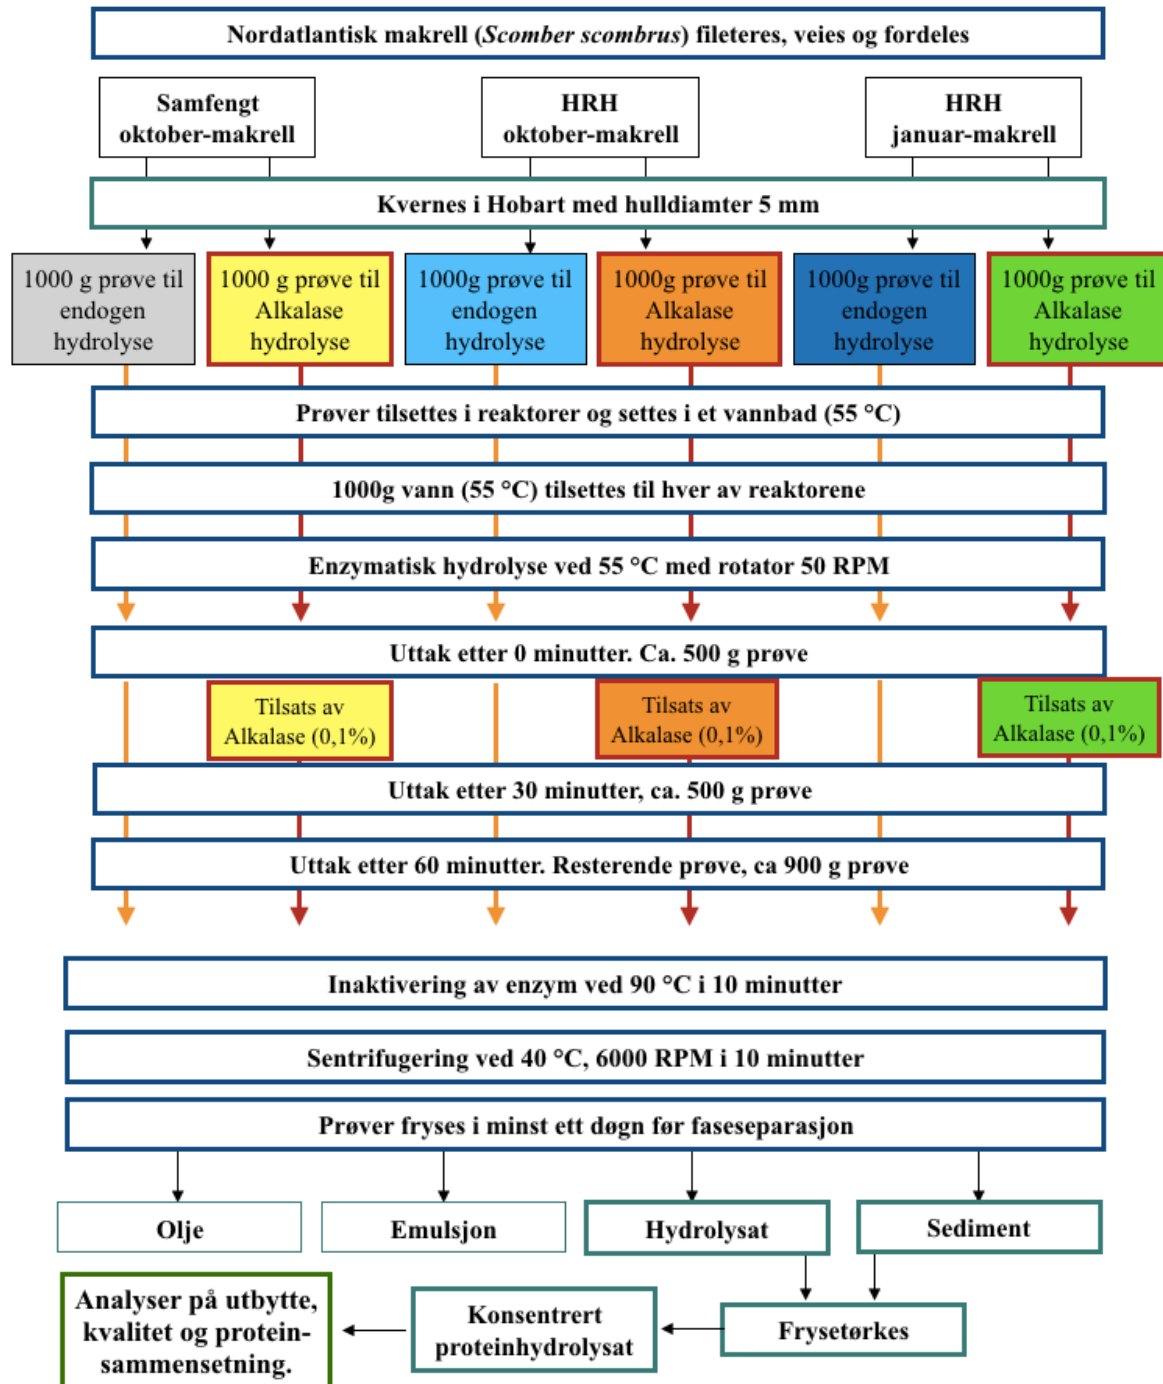 Nordatlantisk makrell (Scomber scombrus) fileteres, veies og fordeles
Samfengt
oktober-makrell
HRH
oktober-makrell
HRH
januar-makrell
Kvernes i Hobart med hulldiamter 5 mm
1000 g prøve til
endogen
hydrolyse
1000 g prøve til
Alkalase
hydrolyse
1000g prøve til
endogen
hydrolyse
1000g prøve til
Alkalase
hydrolyse
1000g prøve til
endogen
hydrolyse
1000g prøve til
Alkalase
hydrolyse
Prøver tilsettes i reaktorer og settes i et vannbad (55 °C)
1000g vann (55 °C) tilsettes til hver av reaktorene
Enzymatisk hydrolyse ved 55 °C med rotator 50 RPM
Uttak etter 0 minutter. Ca. 500 g prøve
Tilsats av
Alkalase (0,1%)
Tilsats av
Alkalase (0,1%)
Tilsats av
Alkalase (0,1%)
Uttak etter 30 minutter, ca. 500 g prøve
Uttak etter 60 minutter. Resterende prøve, ca 900 g prøve
Inaktivering av enzym ved 90 °C i 10 minutter
Sentrifugering ved 40 °C, 6000 RPM i 10 minutter
Prøver fryses i minst ett døgn før faseseparasjon
Olje
Emulsjon
Hydrolysat
Sediment
Analyser på utbytte,
kvalitet og protein-
sammensetning.
Konsentrert
proteinhydrolysat
Frysetørkes